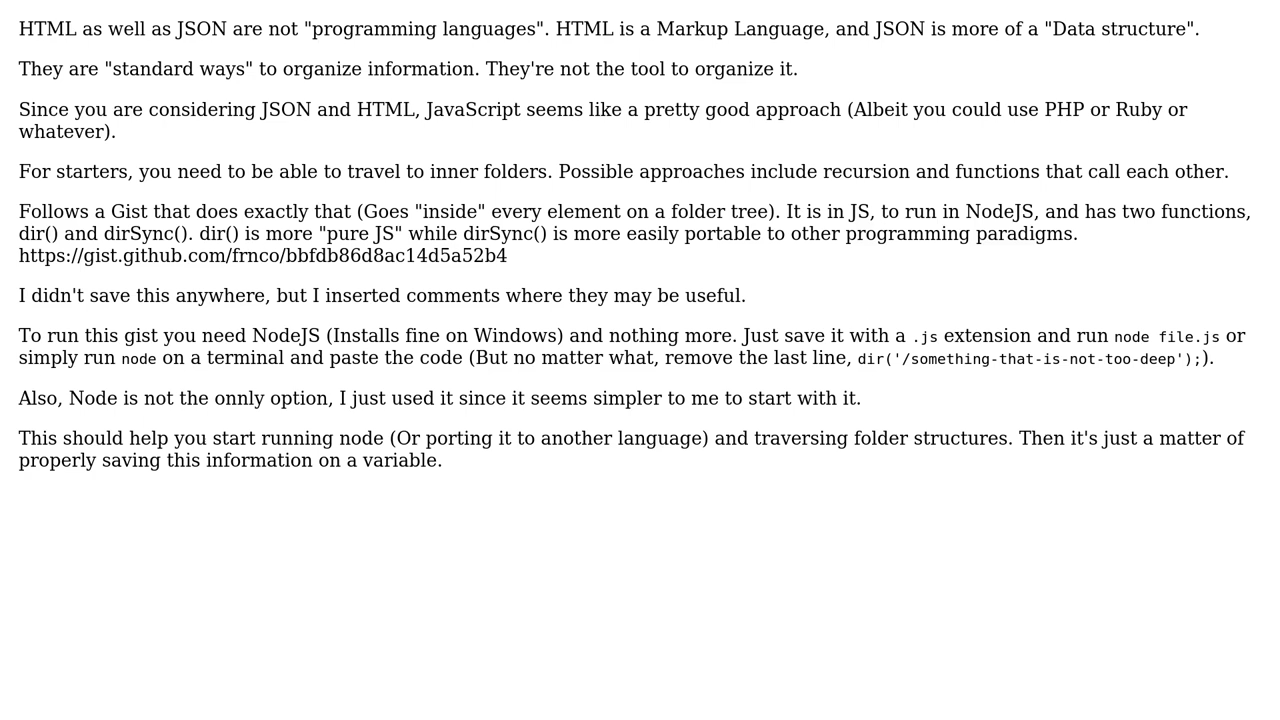 HTML as well as JSON are not "programming languages". HTML is a Markup Language, and JSON is more of a "Data structure".
They are "standard ways" to organize information. They're not the tool to organize it.
Since you are considering JSON and HTML, JavaScript seems like a pretty good approach (Albeit you could use PHP or Ruby or
whatever).
For starters, you need to be able to travel to inner folders. Possible approaches include recursion and functions that call each other.
Follows a Gist that does exactly that (Goes "inside" every element on a folder tree). It is in JS, to run in NodeJS, and has two functions,
dir() and dirSync(). dir() is more "pure JS" while dirSync() is more easily portable to other programming paradigms.
https://gist.github.com/frnco/bbfdb86d8ac14d5a52b4
I didn't save this anywhere, but I inserted comments where they may be useful.
To run this gist you need NodeJS (Installs fine on Windows) and nothing more. Just save it with a .js extension and run node file.js or
simply run node on a terminal and paste the code (But no matter what, remove the last line, dir('/something-that-is-not-too-deep');).
Also, Node is not the onnly option, I just used it since it seems simpler to me to start with it.
This should help you start running node (Or porting it to another language) and traversing folder structures. Then it's just a matter of
properly saving this information on a variable.